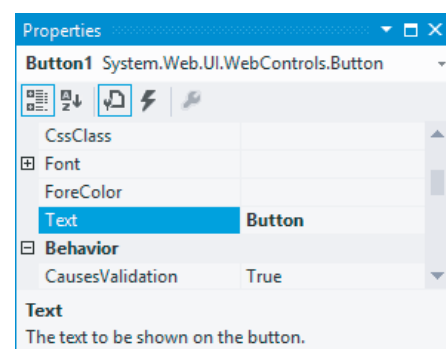 Properties
Button1 System.Web.UI.WebControls.Button
CssClass
Font
ForeColor
Text Button
Behavior
CausesValidation True
Text
The text to be shown on the button.